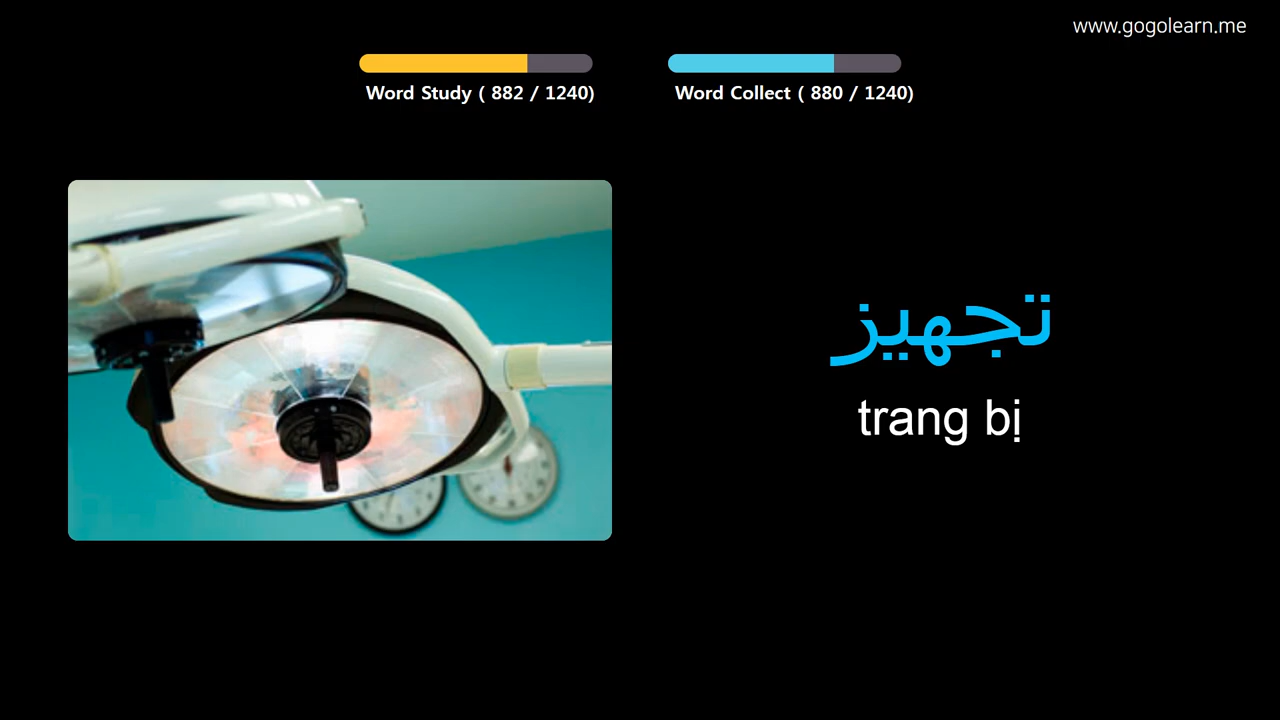 www.gogolearn.me
Word Study ( 882 / 1240)
Word Collect ( 880 / 1240)
تجهيز
trang bị